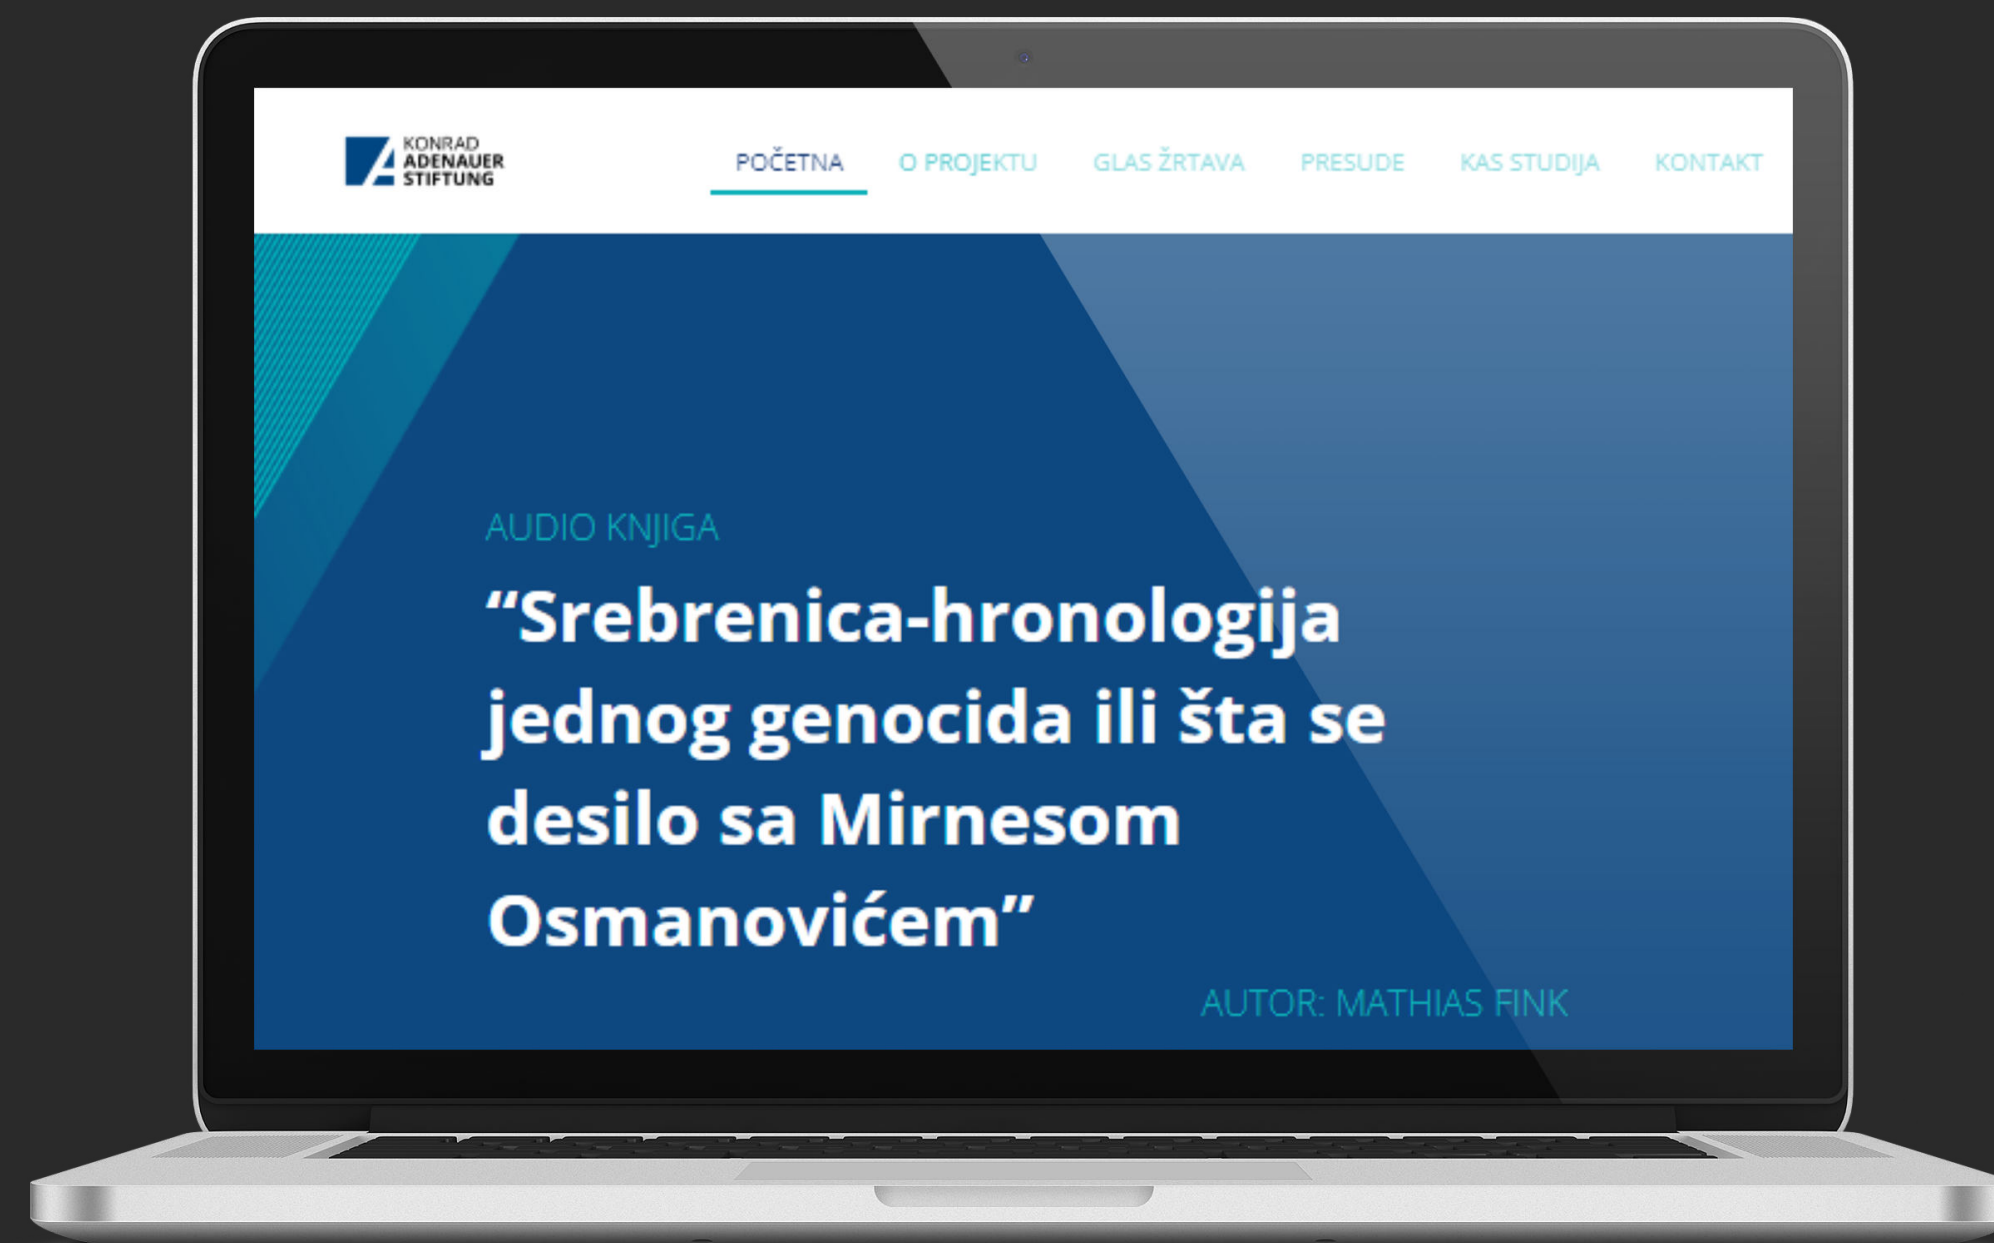 KONRAD
ADENAUER
STIFTUNG
POČETNA O PROJEKTU GLAS ŽRTAVA PRESUDE KAS STUDIJA KONTAKT
AUDIO KNJIGA
“Srebrenica-hronologija
jednog genocida ili šta se
desilo sa Mirnesom
Osmanovićem”
AUTOR: MATHIAS FINK